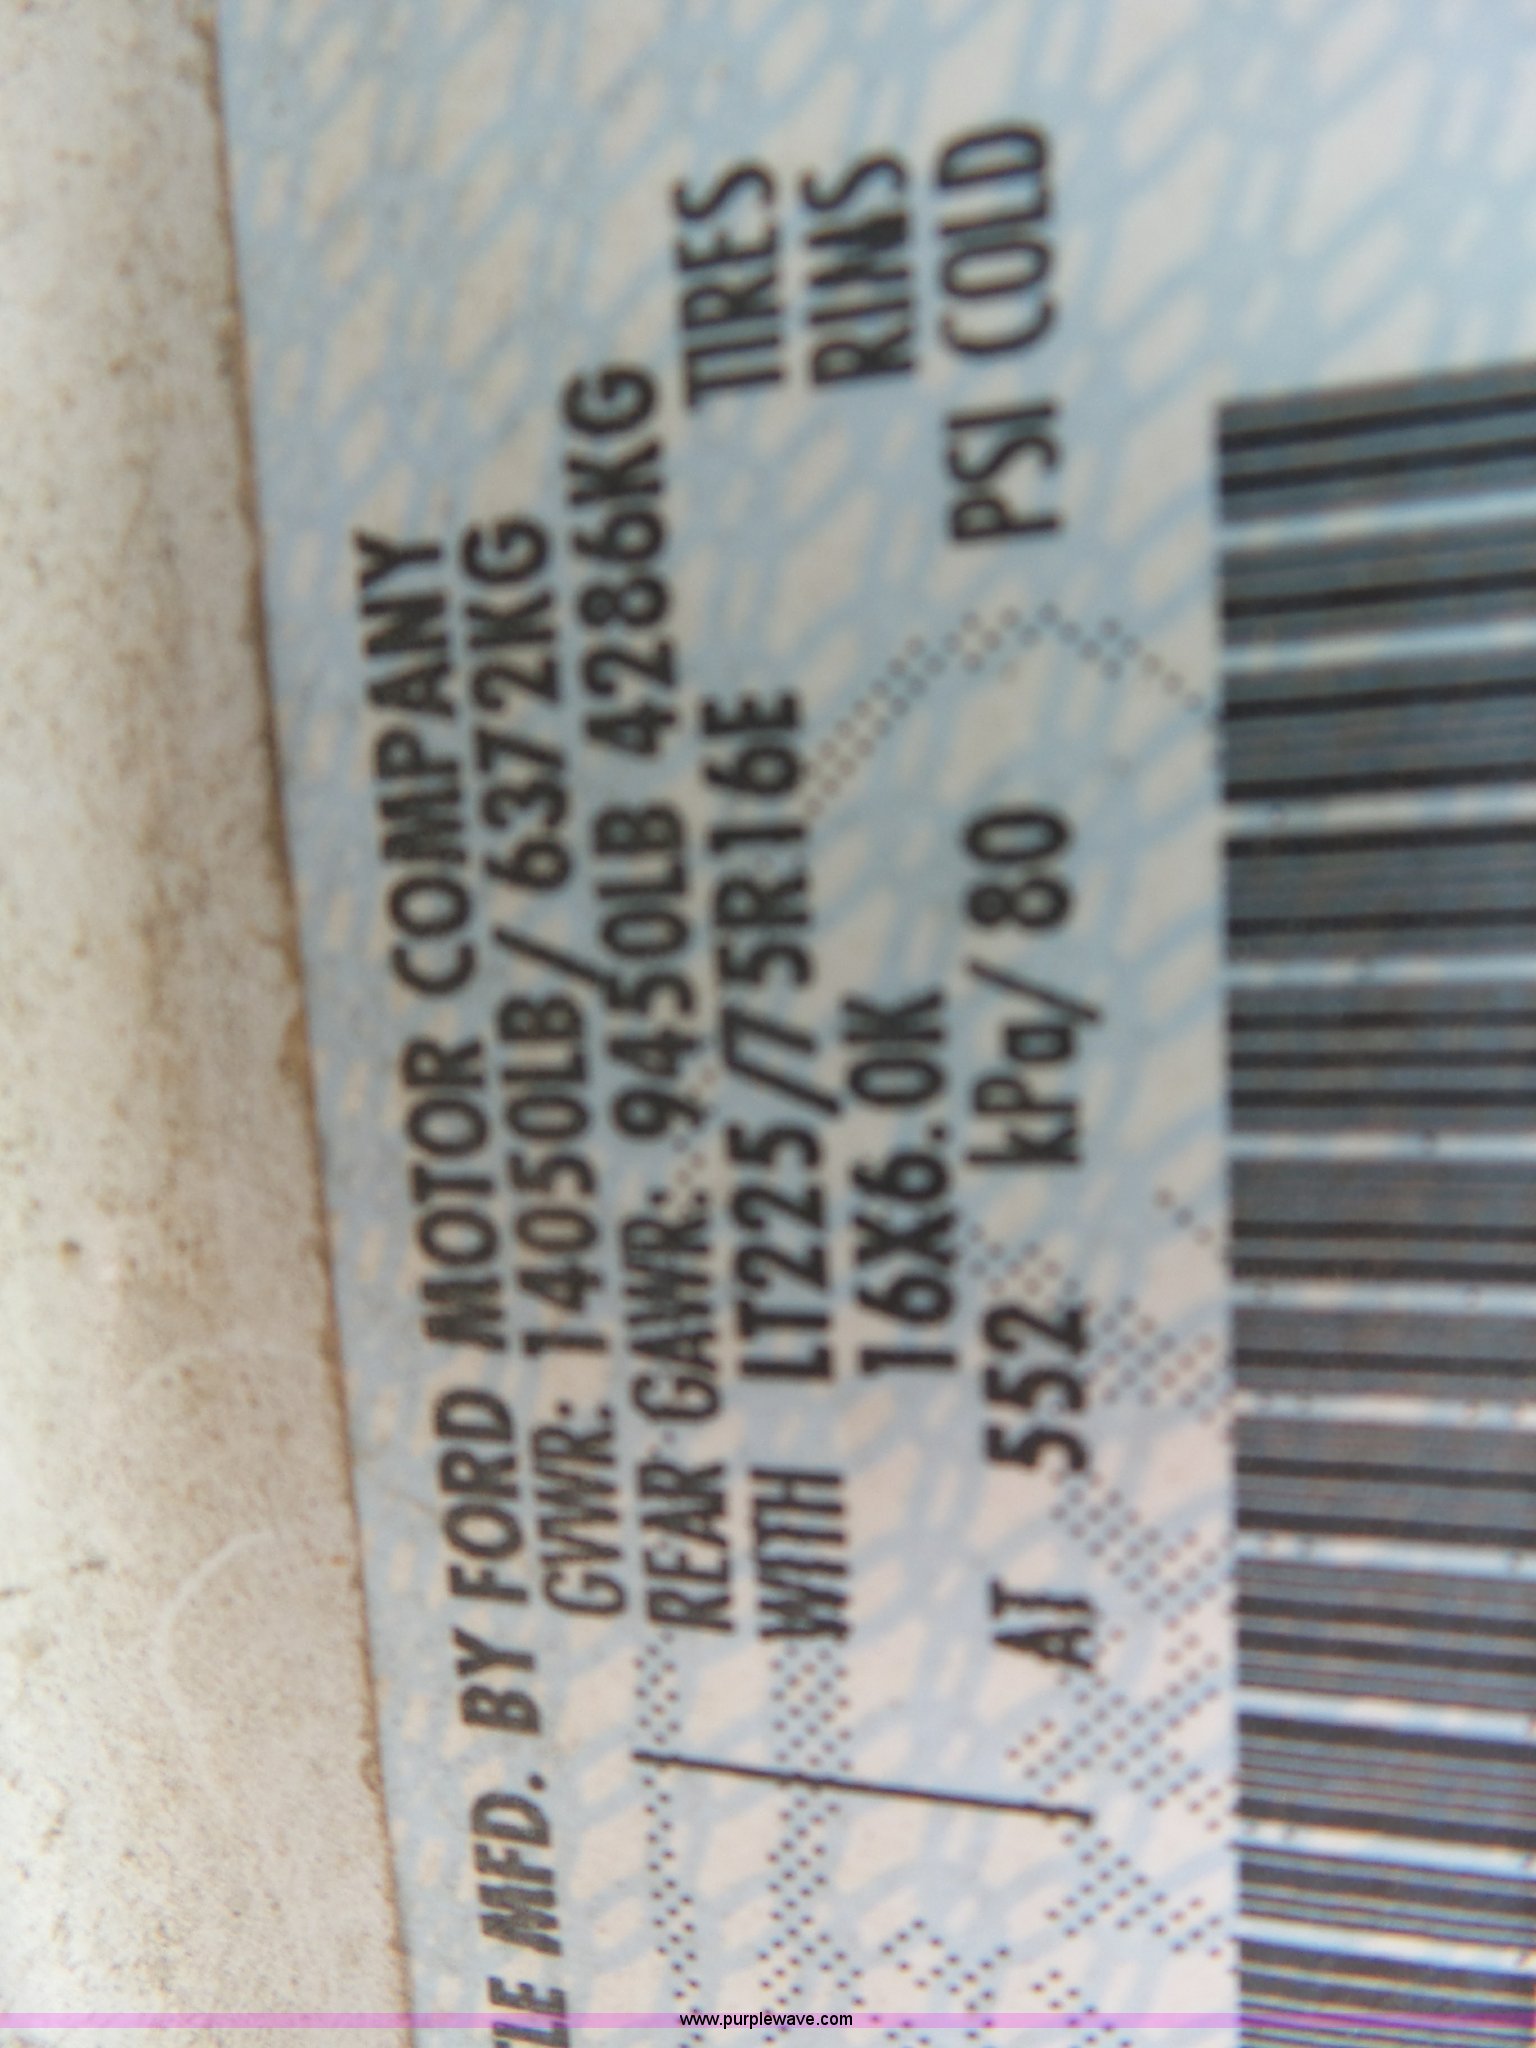 TLE MFD. BY FORD MOTOR COMPANY
GVWR: 14050LB/ 6372KG
REAR GAWR: 9450LB 4286KG
WITH LT225/75R16E TIRES
16X6.0K RIMS
AT 552 kPa/ 80 PSI COLD
www.purplewave.com